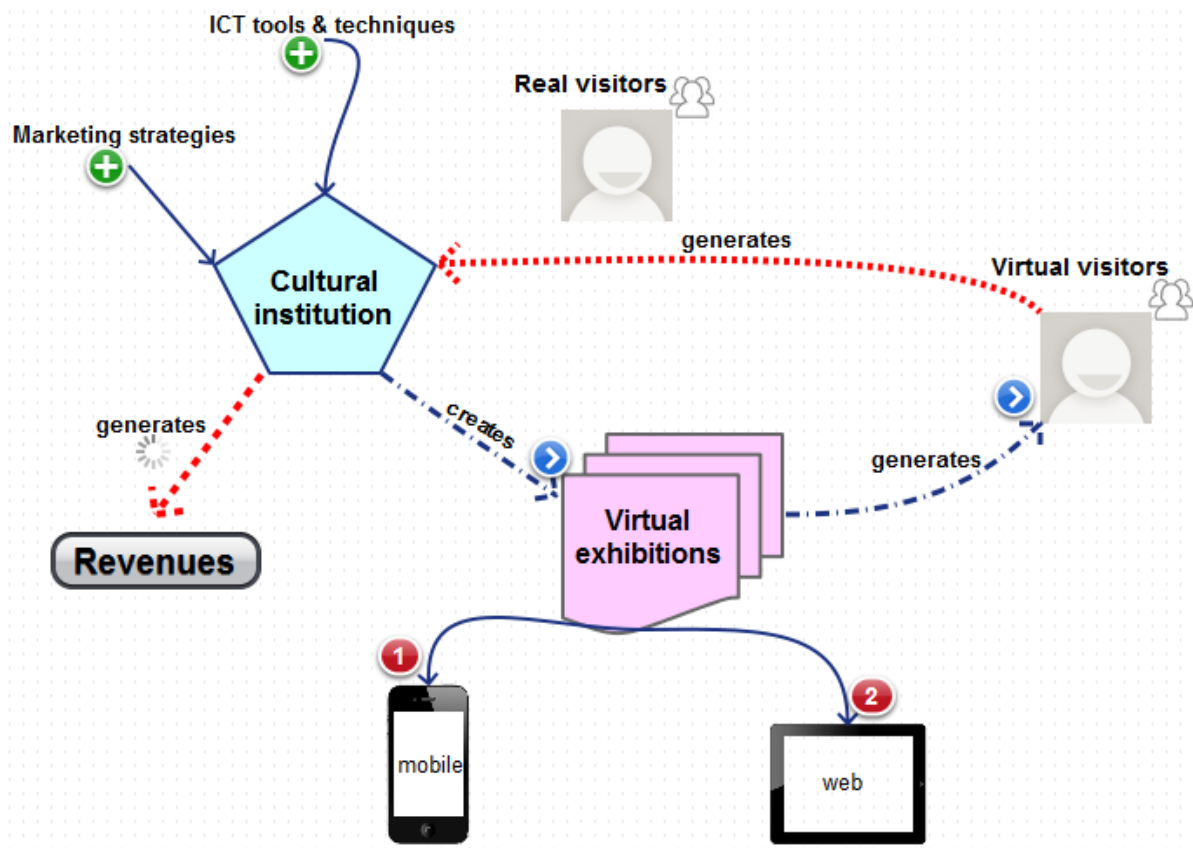 ICT tools & techniques
Real visitors
Marketing strategies
generates
Virtual visitors
Cultural
institution
generates
creates
generates
Virtual
exhibitions
Revenues
1
2
mobile
web